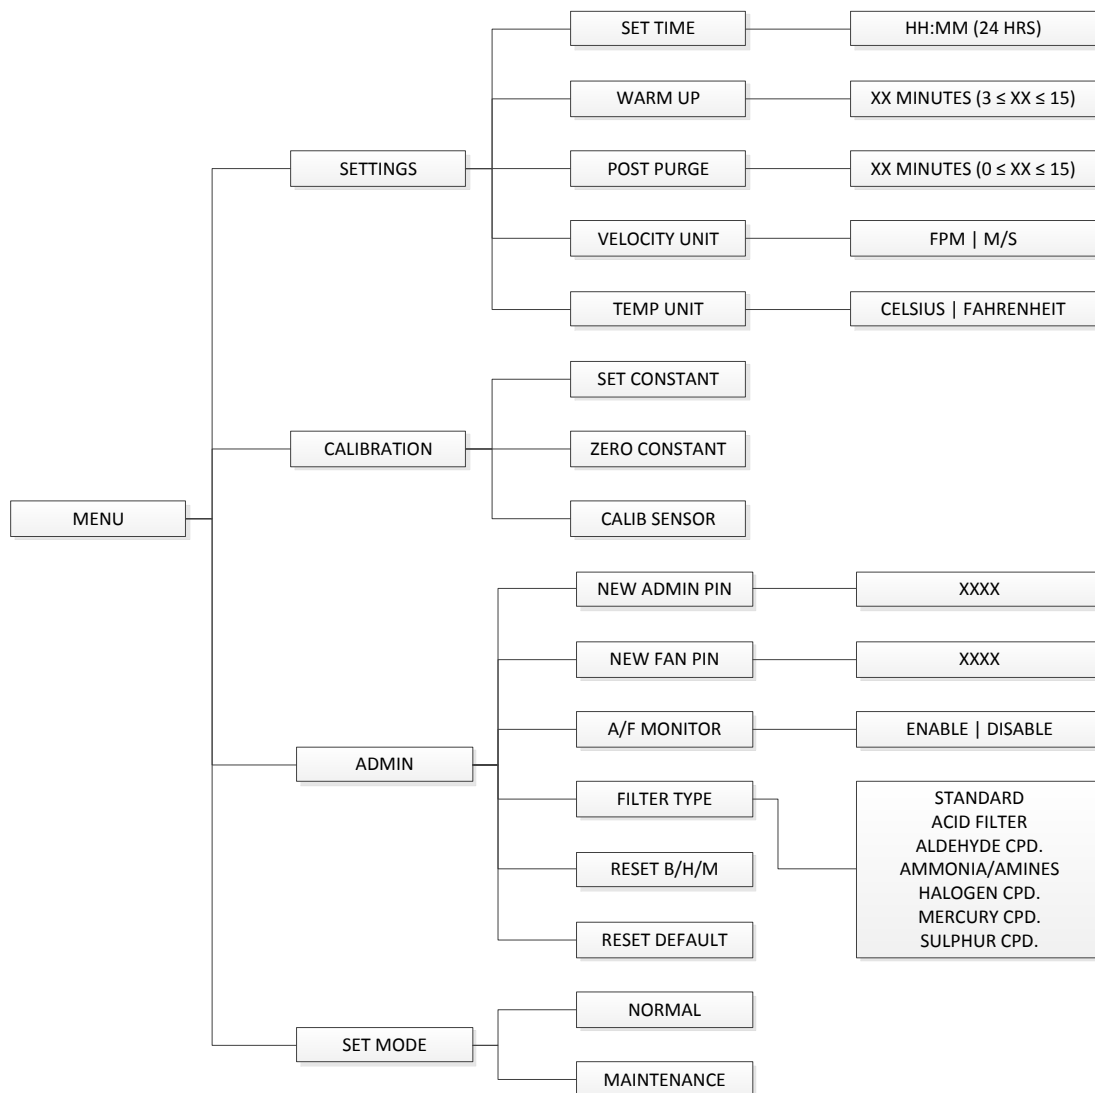 MENU
SETTINGS
SET TIME
HH:MM (24 HRS)
WARM UP
XX MINUTES (3 ≤ XX ≤ 15)
POST PURGE
XX MINUTES (0 ≤ XX ≤ 15)
VELOCITY UNIT
FPM | M/S
TEMP UNIT
CELSIUS | FAHRENHEIT
CALIBRATION
SET CONSTANT
ZERO CONSTANT
CALIB SENSOR
ADMIN
NEW ADMIN PIN
XXXX
NEW FAN PIN
XXXX
A/F MONITOR
ENABLE | DISABLE
FILTER TYPE
STANDARD
ACID FILTER
ALDEHYDE CPD.
AMMONIA/AMINES
HALOGEN CPD.
MERCURY CPD.
SULPHUR CPD.
RESET B/H/M
RESET DEFAULT
SET MODE
NORMAL
MAINTENANCE